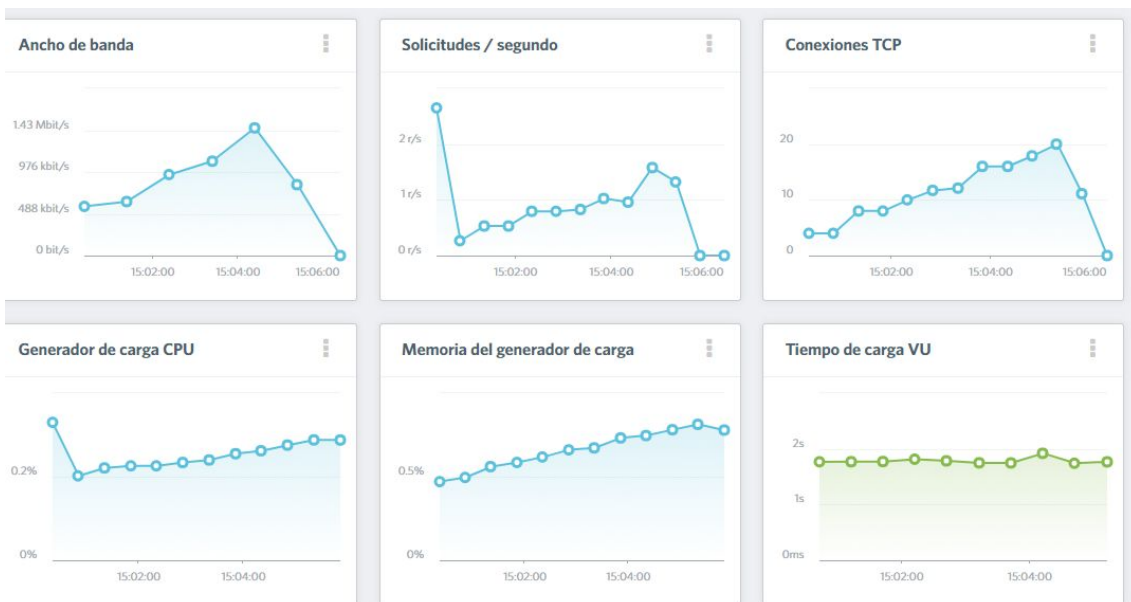 Ancho de banda
1.43 Mbit/s
976 kbit/s
488 kbit/s
0 bit/s
15:02:00 15:04:00 15:06:00
Solicitudes / segundo
2 r/s
1 r/s
0 r/s
15:02:00 15:04:00 15:06:00
Conexiones TCP
20
10
0
15:02:00 15:04:00 15:06:00
Generador de carga CPU
0.2%
0%
15:02:00 15:04:00
Memoria del generador de carga
0.5%
0%
15:02:00 15:04:00
Tiempo de carga VU
2s
1s
0ms
15:02:00 15:04:00